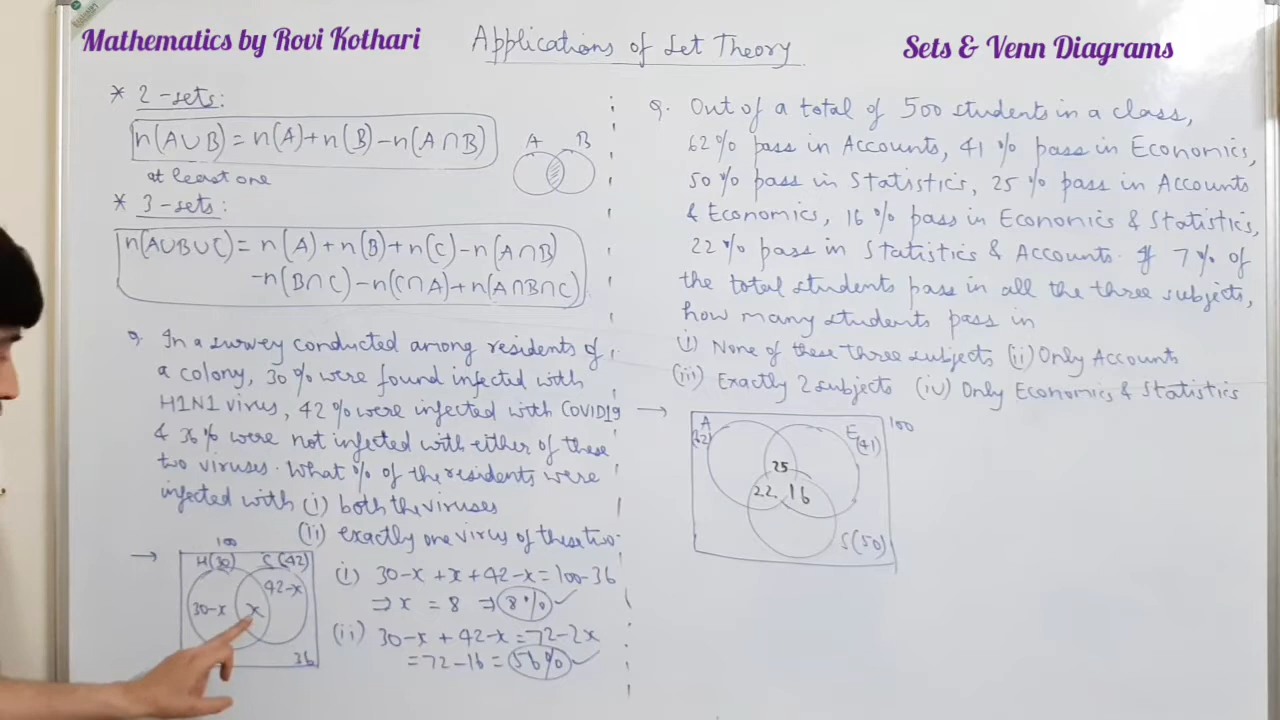 Mathematics by Rovi Kothari
Applications of Set Theory
Sets & Venn Diagrams
* 2-sets:
n(A∪B) = n(A)+n(B)-n(A∩B)
at least one
A B
* 3-sets:
n(A∪B∪C) = n(A)+n(B)+n(C)-n(A∩B)
-n(B∩C)-n(C∩A)+n(A∩B∩C)
Q. In a survey conducted among residents of
a colony, 30% were found infected with
H1N1 virus, 42% were infected with COVID19
& 36% were not infected with either of these
two viruses. What % of the residents were
infected with (i) both the viruses
(ii) exactly one virus of these two.
100
H(30) C(42)
42-x
30-x x
36
(i) 30-x+x+42-x=100-36
⇒ x = 8 ⇒ 8% ✓
(ii) 30-x+42-x=72-2x
=72-16=56% ✓
Q. Out of a total of 500 students in a class,
62% pass in Accounts, 41% pass in Economics,
50% pass in Statistics, 25% pass in Accounts
& Economics, 16% pass in Economics & Statistics,
22% pass in Statistics & Accounts. If 7% of
the total students pass in all the three subjects,
how many students pass in
(i) None of these three subjects (ii) Only Accounts
(iii) Exactly 2 subjects (iv) Only Economics & Statistics
100
A E
(62) (41)
25
22 16
S(50)